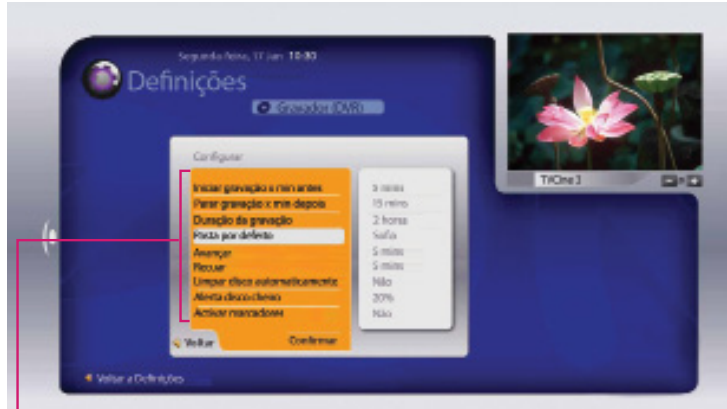 Segunda-feira, 17 Jan 10:30
Definições
Gravador (DVR)
TVCine 3
Configurar
Iniciar gravação x min antes 5 mins
Parar gravação x min depois 15 mins
Duração da gravação 2 horas
Pasta por defeito Sofia
Avançar 5 mins
Recuar 5 mins
Limpar disco automaticamente Não
Alerta disco cheio 20%
Activar marcadores Não
Voltar Confirmar
Voltar a Definições